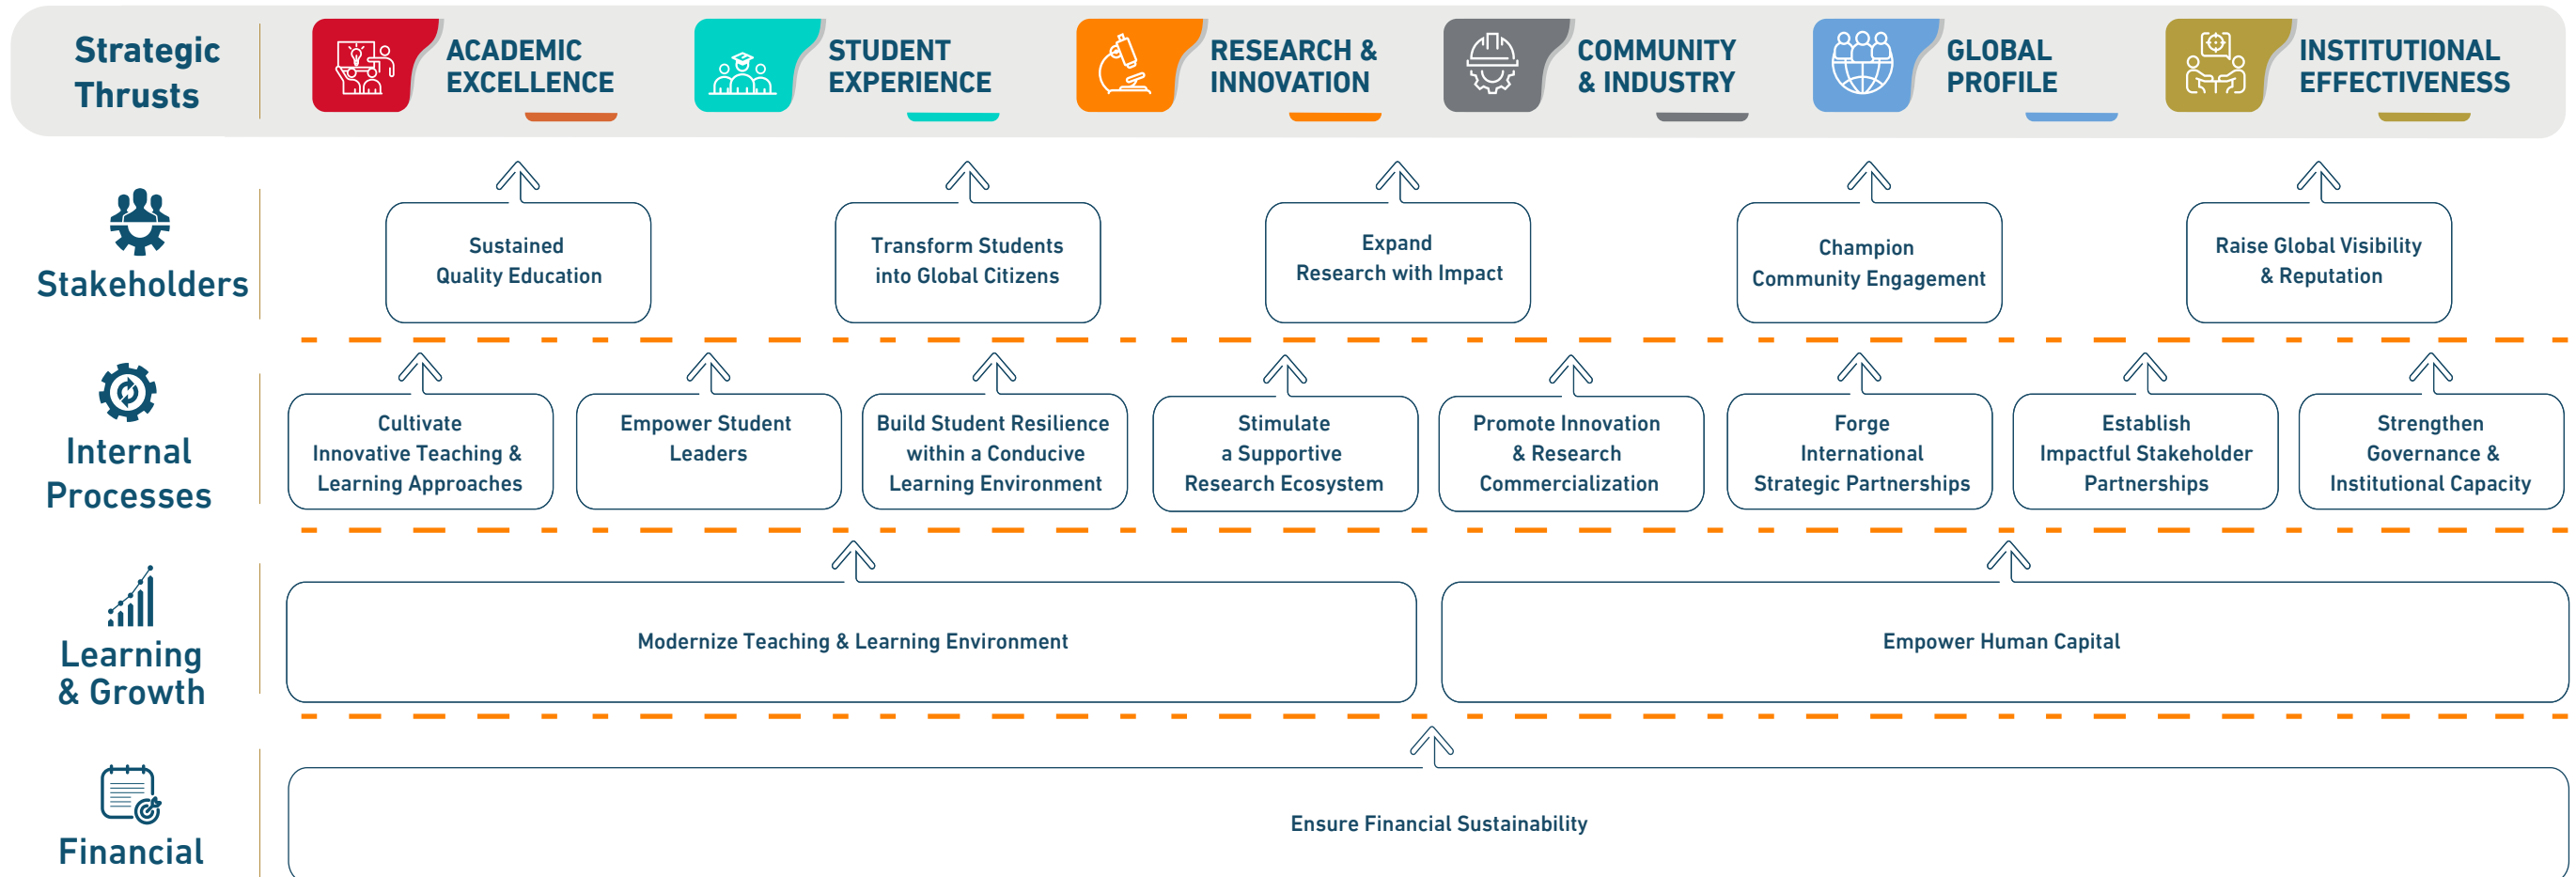 Strategic
Thrusts
ACADEMIC
EXCELLENCE
STUDENT
EXPERIENCE
RESEARCH &
INNOVATION
COMMUNITY
& INDUSTRY
GLOBAL
PROFILE
INSTITUTIONAL
EFFECTIVENESS
Stakeholders
Sustained
Quality Education
Transform Students
into Global Citizens
Expand
Research with Impact
Champion
Community Engagement
Raise Global Visibility
& Reputation
Internal
Processes
Cultivate
Innovative Teaching &
Learning Approaches
Empower Student
Leaders
Build Student Resilience
within a Conducive
Learning Environment
Stimulate
a Supportive
Research Ecosystem
Promote Innovation
& Research
Commercialization
Forge
International
Strategic Partnerships
Establish
Impactful Stakeholder
Partnerships
Strengthen
Governance &
Institutional Capacity
Learning
& Growth
Modernize Teaching & Learning Environment
Empower Human Capital
Financial
Ensure Financial Sustainability